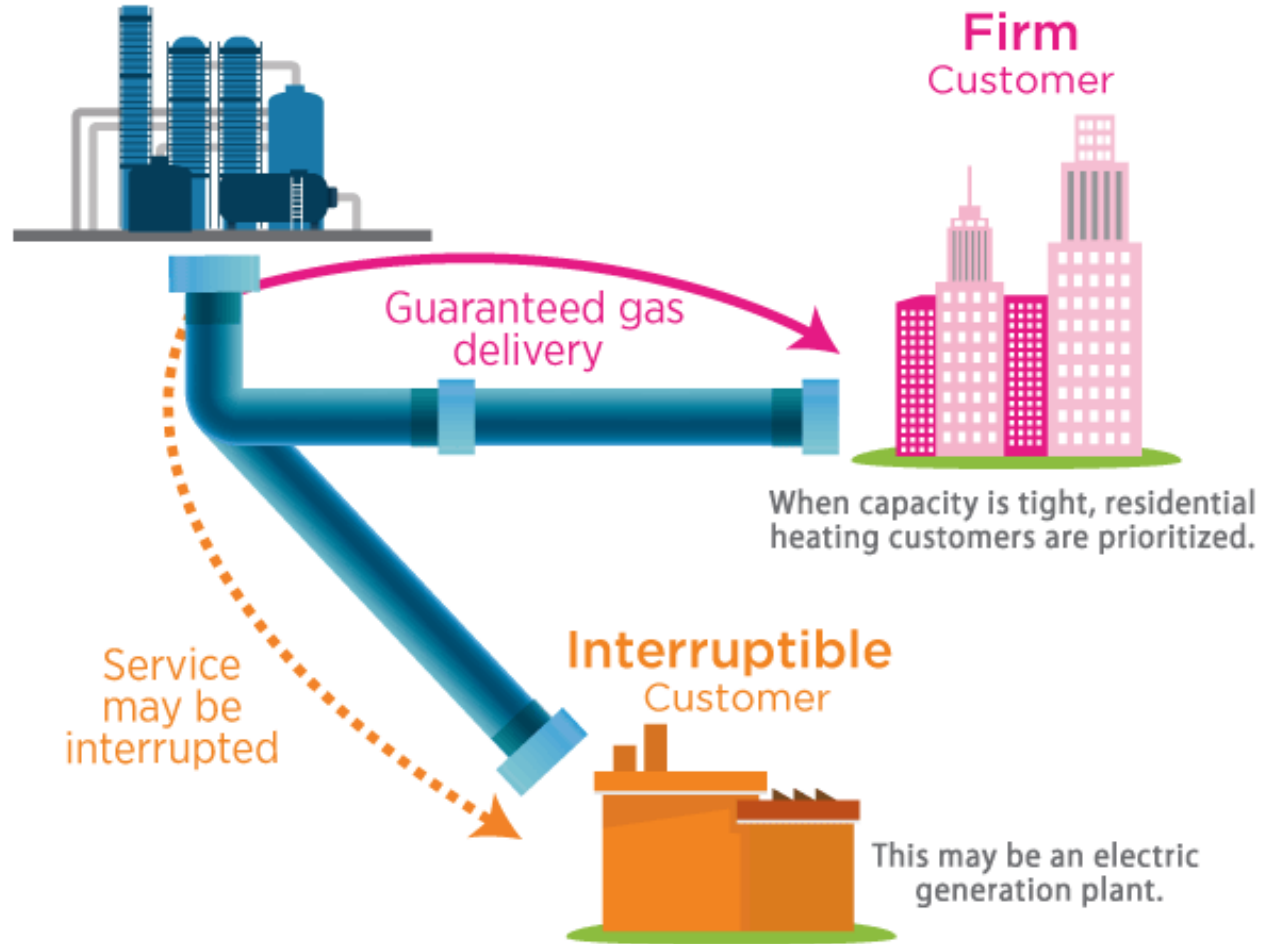 Firm
Customer
Guaranteed gas
delivery
When capacity is tight, residential
heating customers are prioritized.
Interruptible
Customer
Service
may be
interrupted
This may be an electric
generation plant.